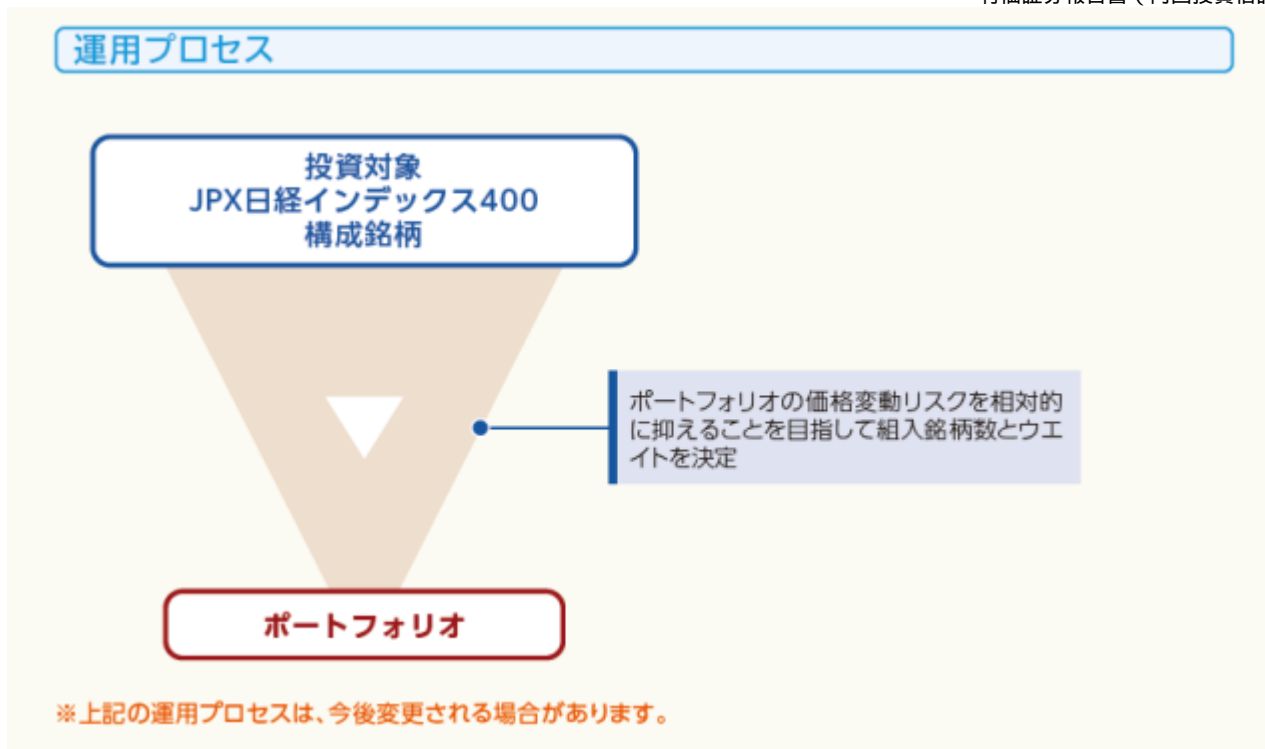 運用プロセス
投資対象
JPX日経インデックス400
構成銘柄
ポートフォリオの価格変動リスクを相対的
に抑えることを目指して組入銘柄数とウエ
イトを決定
ポートフォリオ
※上記の運用プロセスは、今後変更される場合があります。